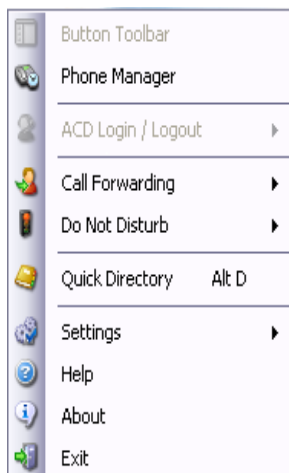 Button Toolbar
Phone Manager
ACD Login / Logout
Call Forwarding
Do Not Disturb
Quick Directory Alt D
Settings
Help
About
Exit